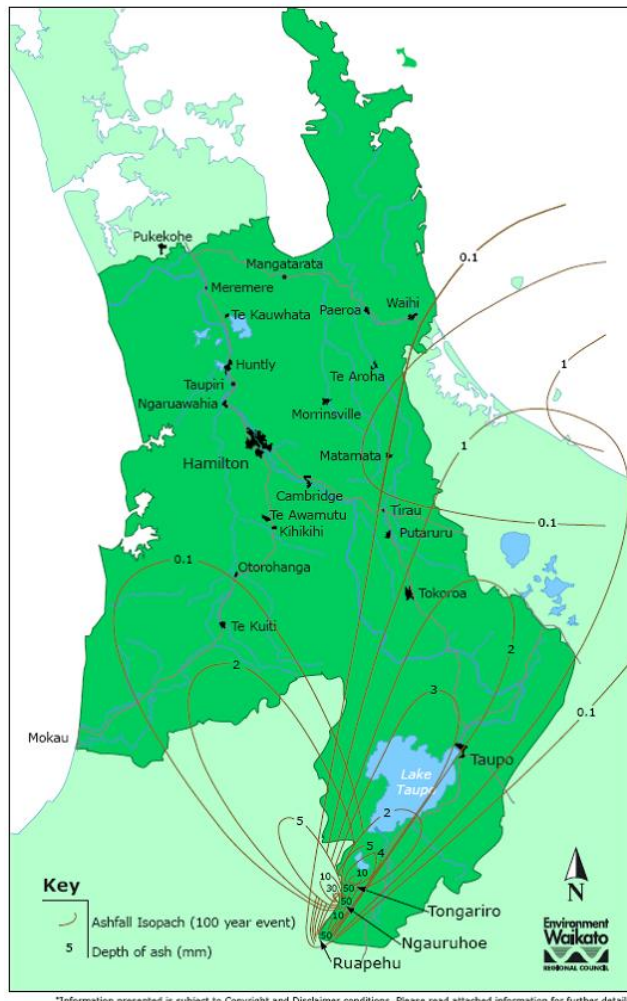 Pukekohe
Mangatarata
0.1
Meremere
Te Kauwhata
Paeroa
Waihi
Huntly
Te Aroha
1
Taupiri
Ngaruawahia
Morrinsville
1
Hamilton
Matamata
Cambridge
Tirau
0.1
Te Awamutu
Putaruru
Kihikihi
0.1
Otorohanga
Tokoroa
Te Kuiti
2
2
3
0.1
Mokau
Taupo
Lake
Taupo
5
2
5
4
10
10
30
50
50
10
50
Tongariro
Ngauruhoe
Ruapehu
Key
Ashfall Isopach (100 year event)
5 Depth of ash (mm)
N
Environment
Waikato
REGIONAL COUNCIL
*Information presented is subject to Copyright and Disclaimer conditions. Please read attached information for further detail